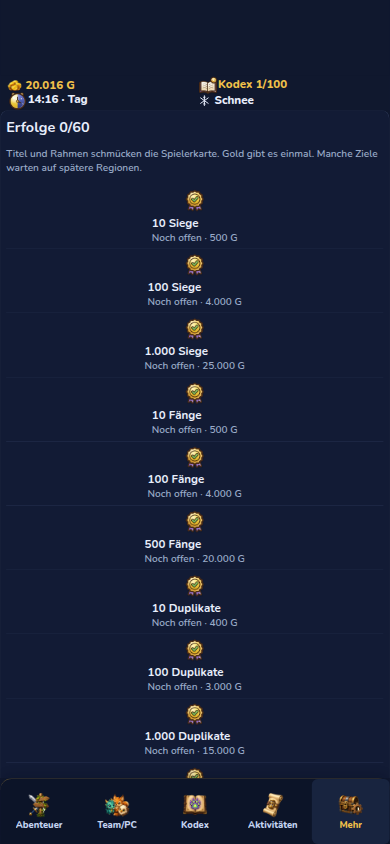 20.016 G
Kodex 1/100
14:16 · Tag
Schnee
Erfolge 0/60
Titel und Rahmen schmücken die Spielerkarte. Gold gibt es einmal. Manche Ziele
warten auf spätere Regionen.
10 Siege
Noch offen · 500 G
100 Siege
Noch offen · 4.000 G
1.000 Siege
Noch offen · 25.000 G
10 Fänge
Noch offen · 500 G
100 Fänge
Noch offen · 4.000 G
500 Fänge
Noch offen · 20.000 G
10 Duplikate
Noch offen · 400 G
100 Duplikate
Noch offen · 3.000 G
1.000 Duplikate
Noch offen · 15.000 G
Abenteuer
Team/PC
Kodex
Aktivitäten
Mehr